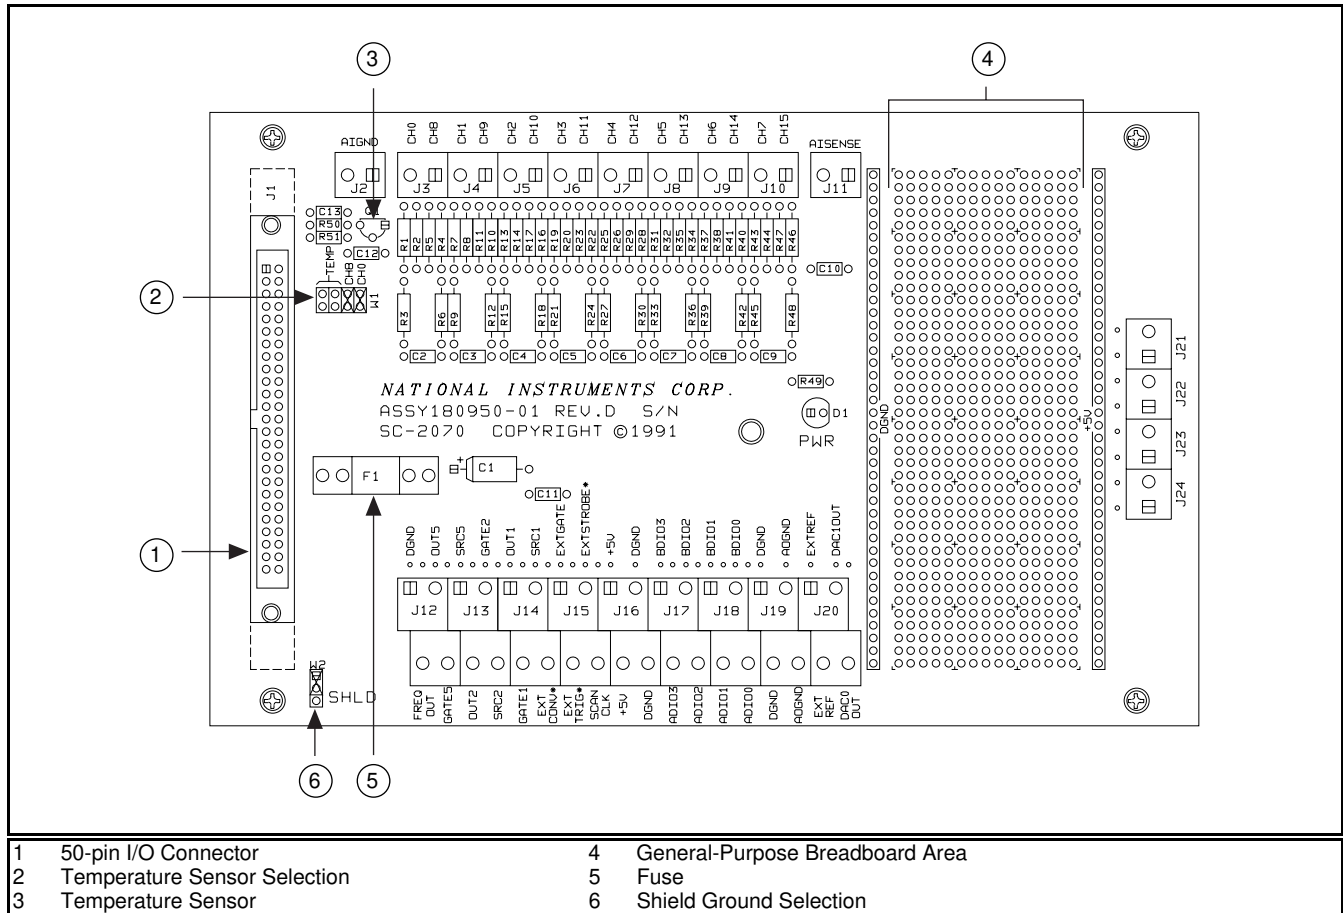 3
4
AIGND
CH0 CH8 CH1 CH9 CH2 CH10 CH3 CH11 CH4 CH12 CH5 CH13 CH6 CH14 CH7 CH15
AISENSE
J1
J2 J3 J4 J5 J6 J7 J8 J9 J10 J11
C13
R50
R51
C12
R1 R2 R5 R4 R7 R8 R11 R10 R13 R14 R17 R16 R19 R20 R23 R22 R25 R26 R29 R28 R31 R32 R35 R34 R37 R38 R41 R40 R43 R44 R47 R46
C10
TEMP CH8 CH0
2
W1
R3 R6 R9 R12 R15 R18 R21 R24 R27 R30 R33 R36 R39 R42 R45 R48
C2 C3 C4 C5 C6 C7 C8 C9
NATIONAL INSTRUMENTS CORP.
ASSY180950-01 REV.D S/N
SC-2070 COPYRIGHT ©1991
R49
D1
PWR
DGND
+5V
J21
J22
J23
J24
F1
+
C1
C11
DGND OUT5 SRC5 GATE2 OUT1 SRC1 EXTGATE EXTSTROBE* +5V DGND BDIO3 BDIO2 BDIO1 BDIO0 DGND AOGND EXTREF DAC1OUT
1
J12 J13 J14 J15 J16 J17 J18 J19 J20
W2
SHLD
FREQ OUT GATE5 OUT2 SRC2 GATE1 EXT CONV* EXT TRIG* SCAN CLK +5V DGND ADIO3 ADIO2 ADIO1 ADIO0 DGND AOGND EXT REF DAC0 OUT
6
5
1 50-pin I/O Connector
2 Temperature Sensor Selection
3 Temperature Sensor
4 General-Purpose Breadboard Area
5 Fuse
6 Shield Ground Selection